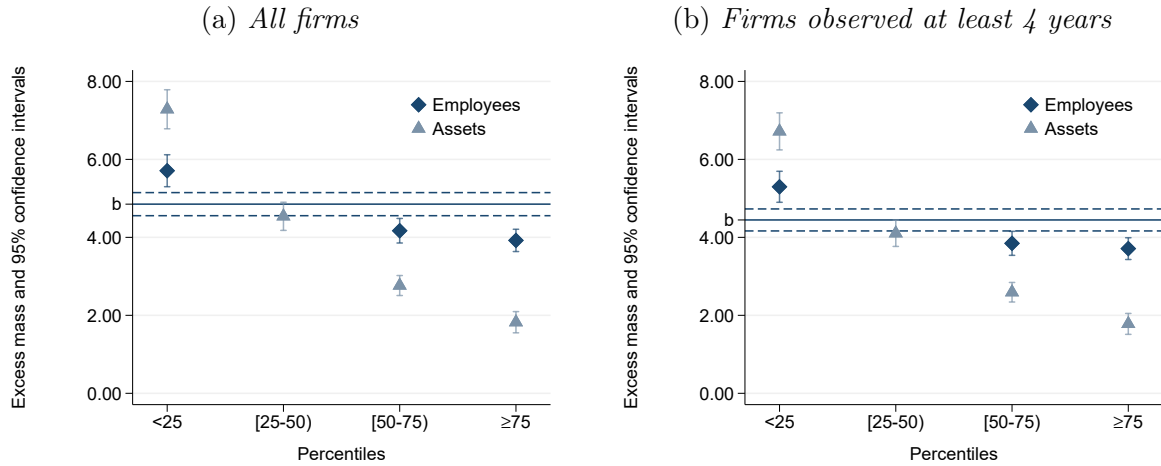 (a) All firms
Excess mass and 95% confidence intervals
8.00
6.00
b
4.00
2.00
0.00
Employees
Assets
<25
[25-50)
[50-75)
≥75
Percentiles
(b) Firms observed at least 4 years
Excess mass and 95% confidence intervals
8.00
6.00
b
4.00
2.00
0.00
Employees
Assets
<25
[25-50)
[50-75)
≥75
Percentiles